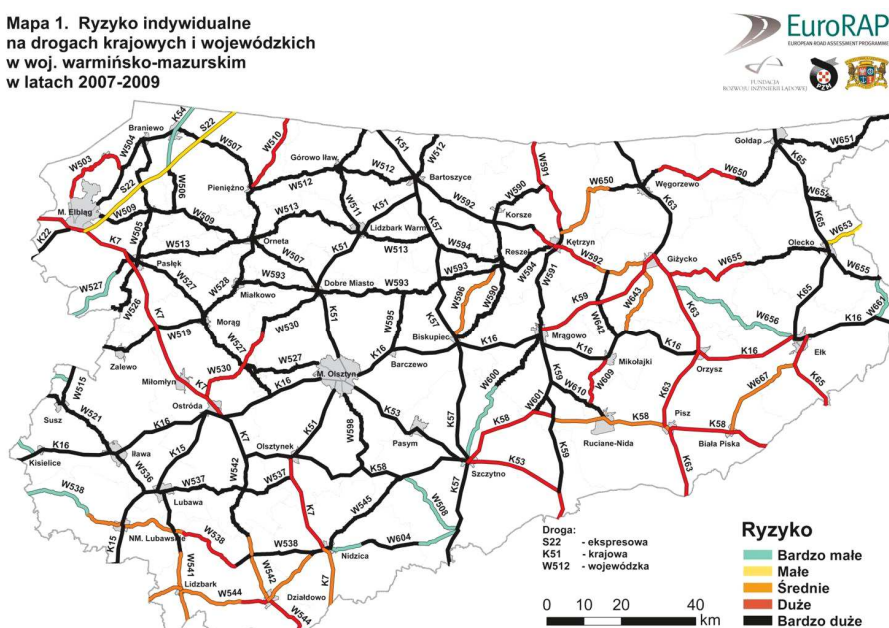 Mapa 1. Ryzyko indywidualne
na drogach krajowych i wojewódzkich
w woj. warmińsko-mazurskim
w latach 2007-2009
EuroRAP
EUROPEAN ROAD ASSESSMENT PROGRAMME
FUNDACJA
ROZWOJU INŻYNIERII LĄDOWEJ
PZM
Braniewo
K54
S22
W504
W507
W510
W503
M. Elbląg
S22
W506
W509
K22
K7
W505
W509
W513
Pasłęk
W527
W526
W527
Pieniężno
Górowo Iław.
W512
W512
W513
W511
Orneta
W507
W528
W593
Miałkowo
K51
W512
Bartoszyce
K51
W592
K57
Lidzbark Warm.
W513
K51
W594
W593
Dobre Miasto
W593
W590
Korsze
Reszel
W594
W591
W591
Kętrzyn
W592
W650
Węgorzewo
K63
W650
Gołdap
W651
K65
K65
W653
Olecko
W655
W655
Giżycko
W643
W642
K59
W596
W590
K57
Biskupiec
K16
Mrągowo
K16
Mikołajki
K16
K63
W656
K65
K16
W661
Ełk
K16
Orzysz
K65
K7
W519
Morąg
W527
W530
K51
W595
Zalewo
Miłomłyn
K7
W530
W527
K16
M. Olsztyn
K16
Barczewo
Ostróda
W515
Susz
W521
K16
Kisielice
Iława
K16
K15
W536
W537
Lubawa
K7
W542
W537
Olsztynek
K51
W598
K53
Pasym
K58
W600
K59
W601
W610
W609
Ruciane-Nida
K58
K63
Pisz
K58
W667
Biała Piska
K63
K57
K58
Szczytno
K53
K59
K57
W538
K15
NM. Lubawskie
W538
W541
Lidzbark
W544
W538
W542
Działdowo
W544
K7
K7
Nidzica
W545
W604
W508
Droga:
S22 - ekspresowa
K51 - krajowa
W512 - wojewódzka
0 10 20 40
km
Ryzyko
Bardzo małe
Małe
Średnie
Duże
Bardzo duże